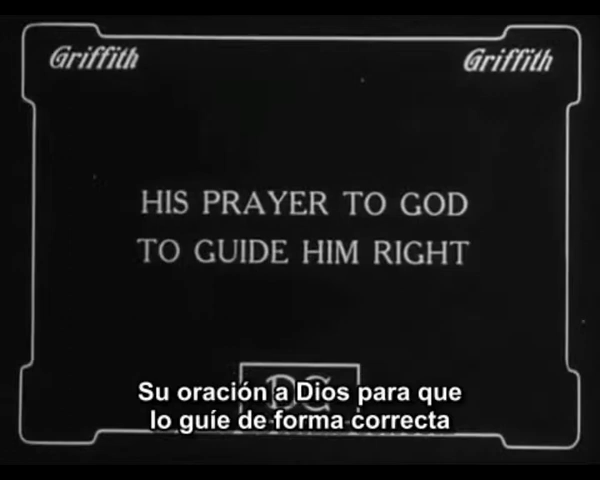 Griffith Griffith
HIS PRAYER TO GOD
TO GUIDE HIM RIGHT
DG
Su oración a Dios para que
lo guíe de forma correcta